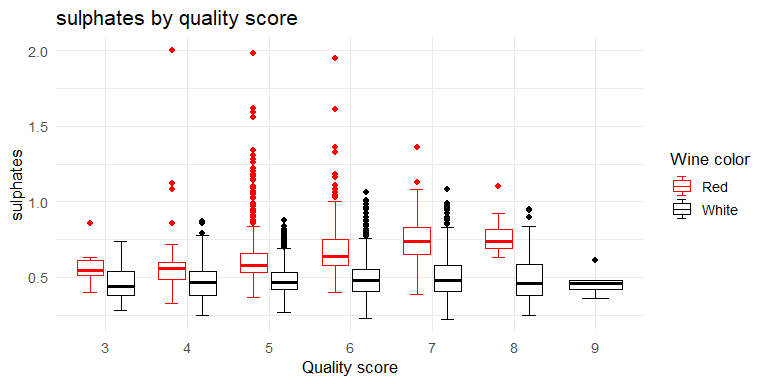 sulphates by quality score
2.0
1.5
1.0
0.5
sulphates
3 4 5 6 7 8 9
Quality score
Wine color
Red
White